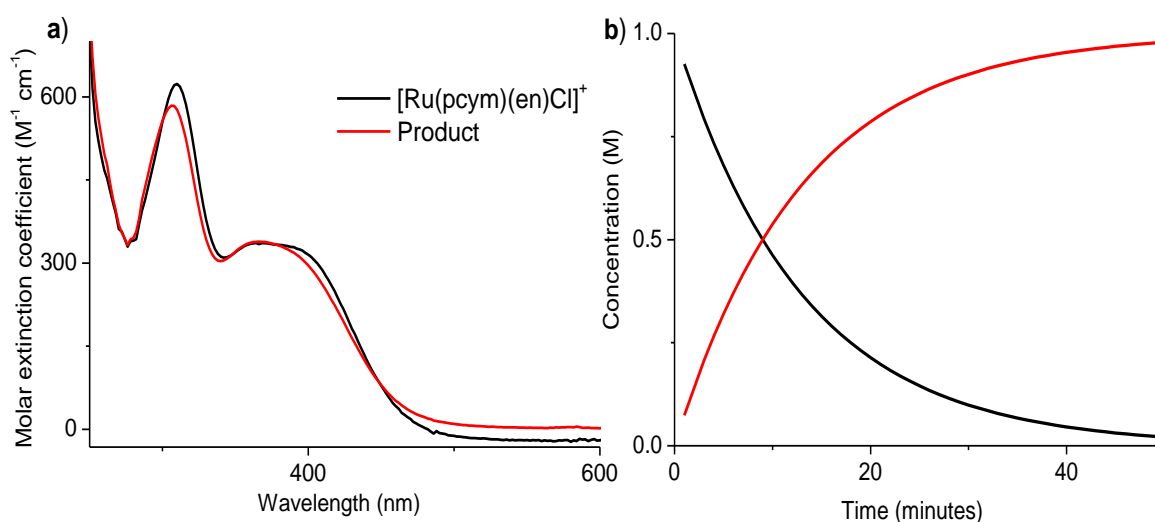 a)
[Ru(pcym)(en)Cl]⁺
Product
Molar extinction coefficient (M⁻¹ cm⁻¹)
600
300
0
400
600
Wavelength (nm)
b)
Concentration (M)
1.0
0.5
0.0
0
20
40
Time (minutes)